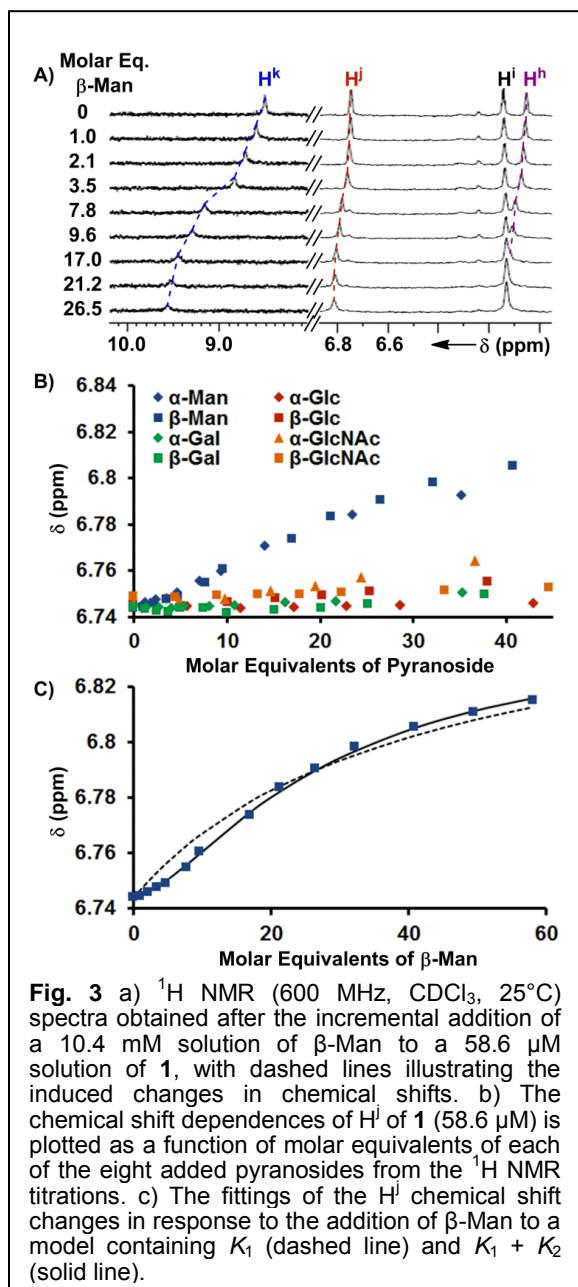 A)
Molar Eq.
β-Man
H^k
H^j
H^i
H^h
0
1.0
2.1
3.5
7.8
9.6
17.0
21.2
26.5
10.0 9.0 6.8 6.6 δ (ppm)
B)
6.84
6.82
6.8
6.78
6.76
6.74
δ (ppm)
α-Man α-Glc
β-Man β-Glc
α-Gal α-GlcNAc
β-Gal β-GlcNAc
0 10 20 30 40
Molar Equivalents of Pyranoside
C)
6.82
6.8
6.78
6.76
6.74
δ (ppm)
0 20 40 60
Molar Equivalents of β-Man
Fig. 3 a) ¹H NMR (600 MHz, CDCl₃, 25°C)
spectra obtained after the incremental addition of
a 10.4 mM solution of β-Man to a 58.6 µM
solution of 1, with dashed lines illustrating the
induced changes in chemical shifts. b) The
chemical shift dependences of H^j of 1 (58.6 µM) is
plotted as a function of molar equivalents of each
of the eight added pyranosides from the ¹H NMR
titrations. c) The fittings of the H^j chemical shift
changes in response to the addition of β-Man to a
model containing K₁ (dashed line) and K₁ + K₂
(solid line).